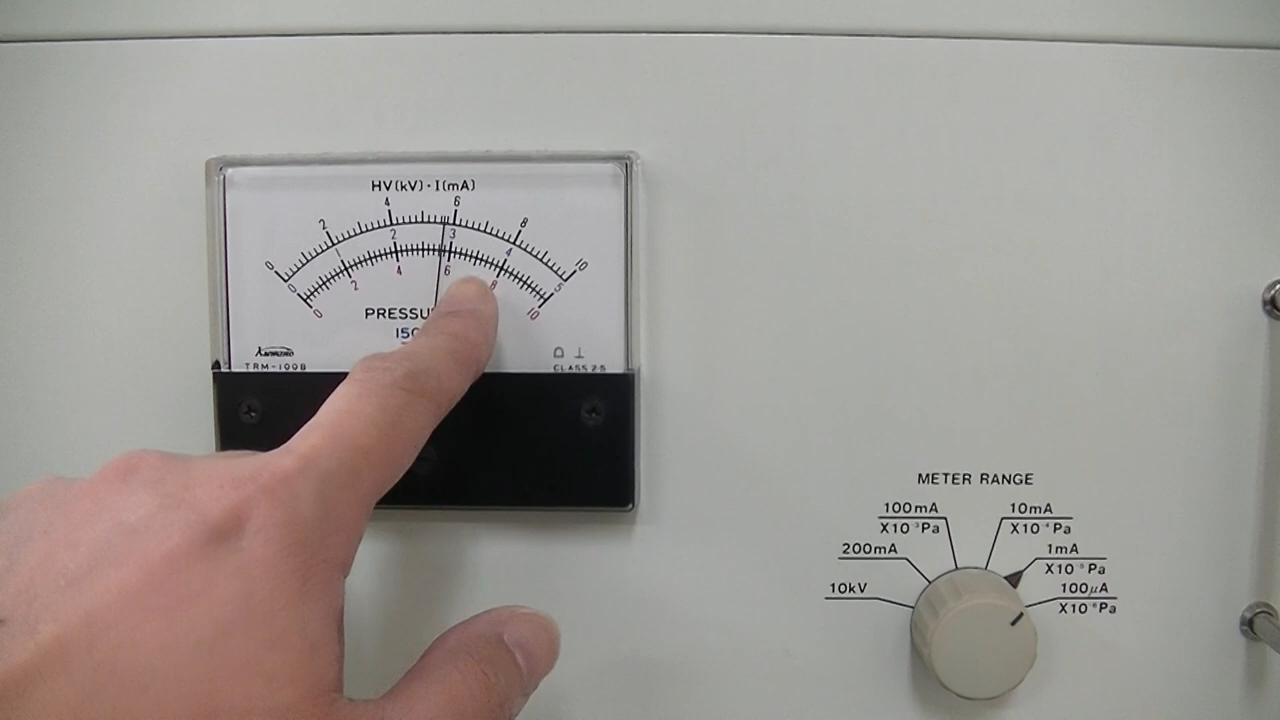 HV(kV)·I(mA)
0 2 4 6 8 10
0 2 3 4 5
0 2 4 6 8 10
PRESSU
150
TRM-100B
CLASS 2·5
METER RANGE
100mA
X10⁻³Pa
10mA
X10⁻⁴Pa
200mA
1mA
X10⁻⁵Pa
10kV
100μA
X10⁻⁶Pa